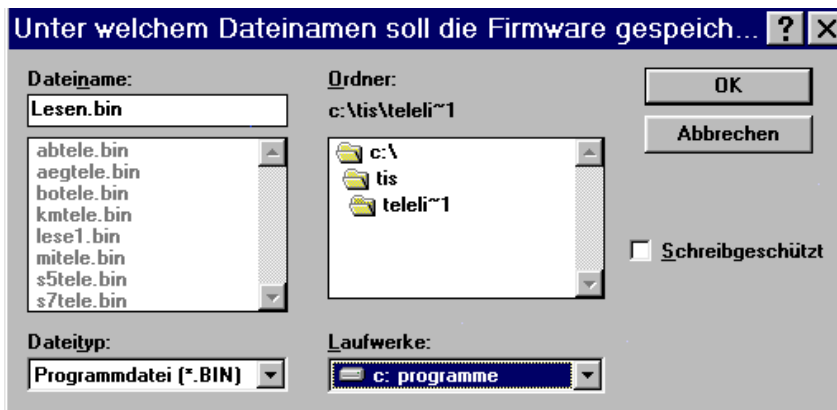 Unter welchem Dateinamen soll die Firmware gespeich...
Dateiname:
Lesen.bin
abtele.bin
aegtele.bin
botele.bin
kmtele.bin
lese1.bin
mitele.bin
s5tele.bin
s7tele.bin
Dateityp:
Programmdatei (*.BIN)
Ordner:
c:\tis\teleli~1
c:\
tis
teleli~1
Laufwerke:
c: programme
OK
Abbrechen
Schreibgeschützt